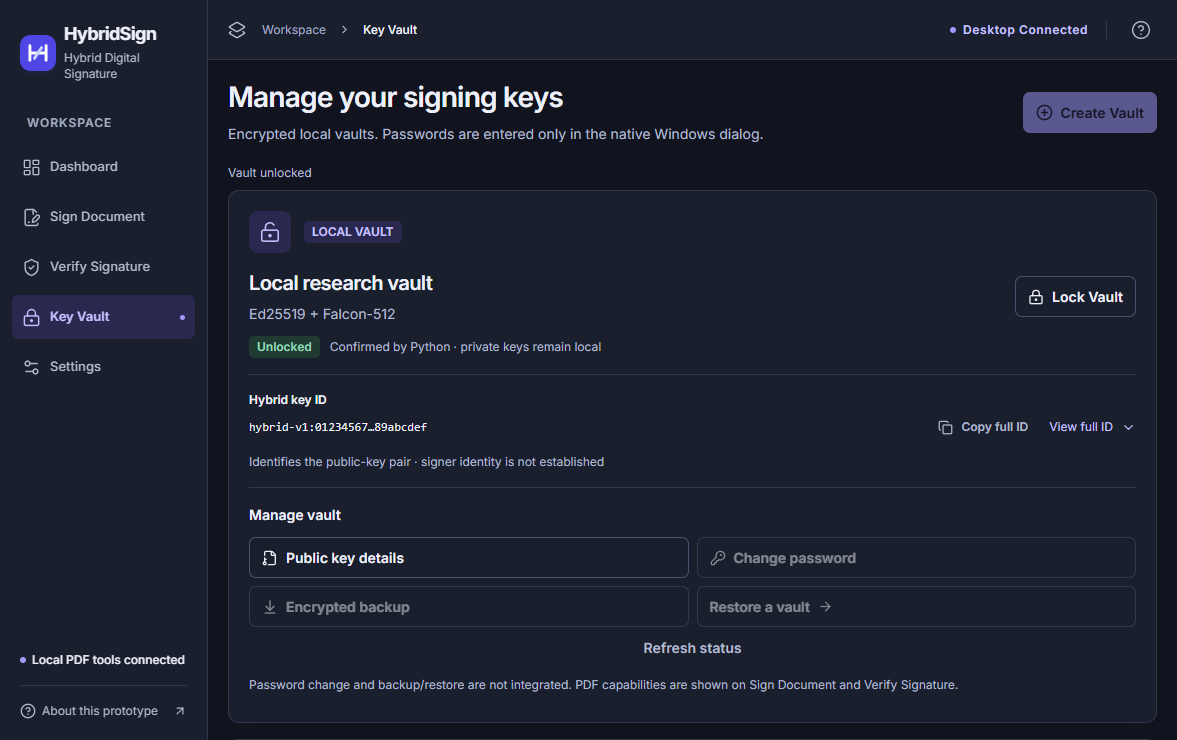 HybridSign
Hybrid Digital
Signature
WORKSPACE
Dashboard
Sign Document
Verify Signature
Key Vault
Settings
Local PDF tools connected
About this prototype
Workspace > Key Vault
Desktop Connected
Manage your signing keys
Encrypted local vaults. Passwords are entered only in the native Windows dialog.
Create Vault
Vault unlocked
LOCAL VAULT
Local research vault
Ed25519 + Falcon-512
Unlocked Confirmed by Python · private keys remain local
Lock Vault
Hybrid key ID
hybrid-v1:01234567…89abcdef
Copy full ID View full ID
Identifies the public-key pair · signer identity is not established
Manage vault
Public key details Change password
Encrypted backup Restore a vault →
Refresh status
Password change and backup/restore are not integrated. PDF capabilities are shown on Sign Document and Verify Signature.